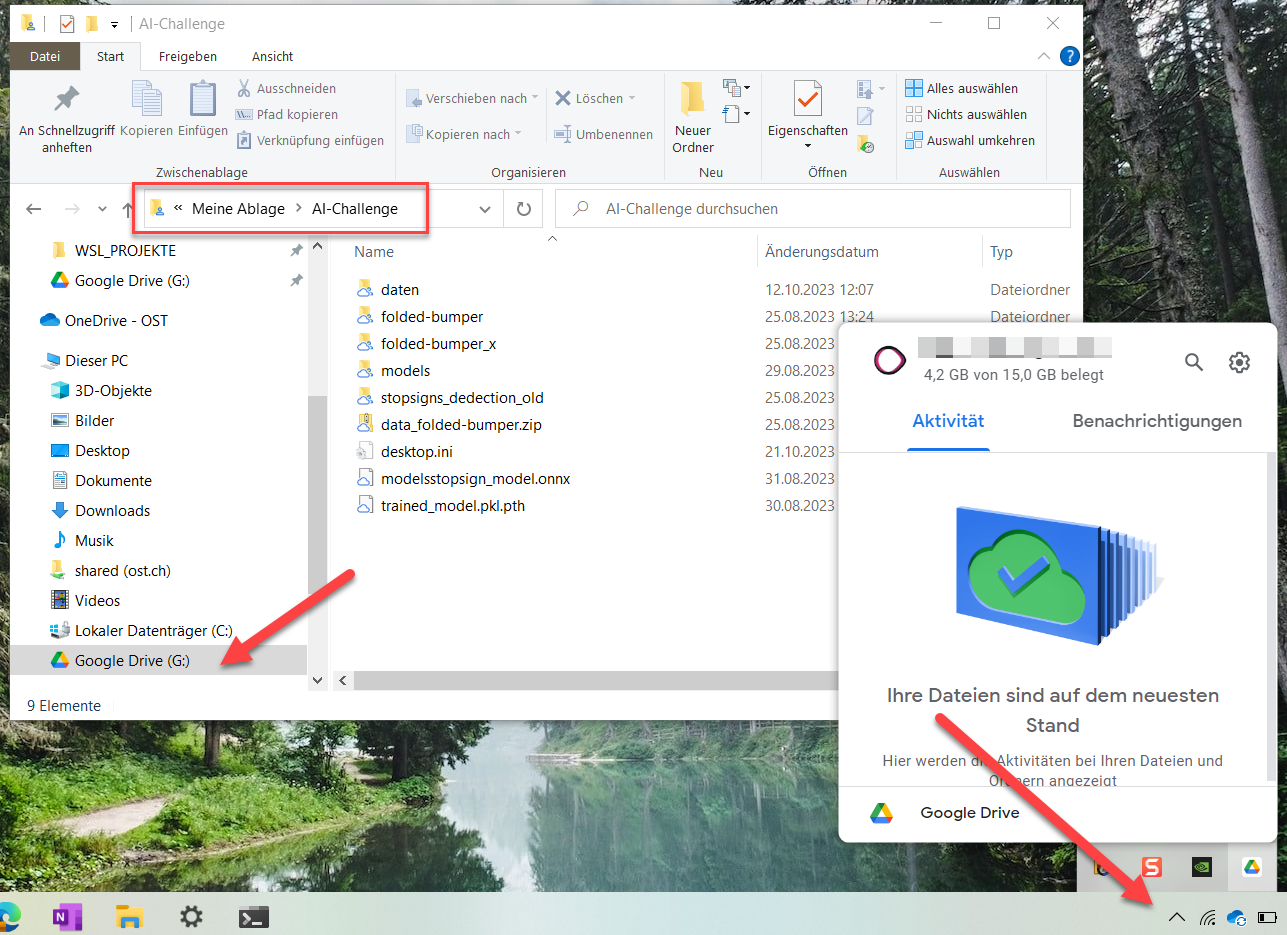 AI-Challenge
Datei Start Freigeben Ansicht
An Schnellzugriff anheften
Kopieren
Einfügen
Ausschneiden
Pfad kopieren
Verknüpfung einfügen
Zwischenablage
Verschieben nach
Kopieren nach
Löschen
Umbenennen
Organisieren
Neuer Ordner
Neu
Eigenschaften
Öffnen
Alles auswählen
Nichts auswählen
Auswahl umkehren
Auswählen
« Meine Ablage > AI-Challenge
AI-Challenge durchsuchen
WSL_PROJEKTE
Google Drive (G:)
OneDrive - OST
Dieser PC
3D-Objekte
Bilder
Desktop
Dokumente
Downloads
Musik
shared (ost.ch)
Videos
Lokaler Datenträger (C:)
Google Drive (G:)
9 Elemente
Name Änderungsdatum Typ
daten 12.10.2023 12:07 Dateiordner
folded-bumper 25.08.2023 13:24 Dateiordner
folded-bumper_x 25.08.2023
models 29.08.2023
stopsigns_dedection_old 25.08.2023
data_folded-bumper.zip 25.08.2023
desktop.ini 21.10.2023
modelsstopsign_model.onnx 31.08.2023
trained_model.pkl.pth 30.08.2023
4,2 GB von 15,0 GB belegt
Aktivität Benachrichtigungen
Ihre Dateien sind auf dem neuesten
Stand
Hier werden Aktivitäten bei Ihren Dateien und
angezeigt
Google Drive